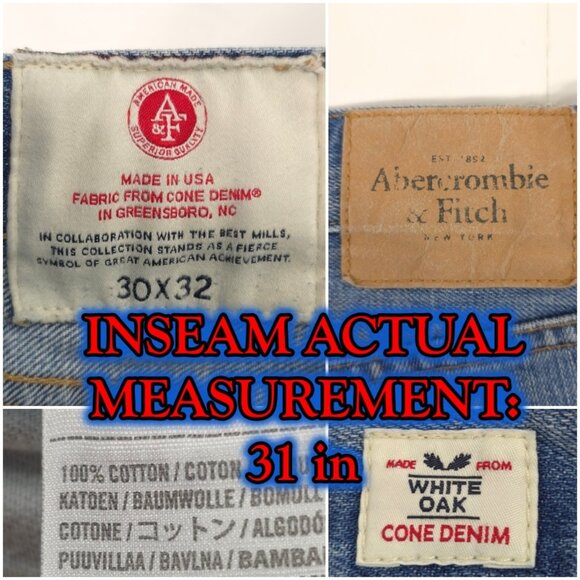 AMERICAN MADE
A&F
SUPERIOR QUALITY
MADE IN USA
FABRIC FROM CONE DENIM®
IN GREENSBORO, NC
IN COLLABORATION WITH THE BEST MILLS,
THIS COLLECTION STANDS AS A FIERCE
SYMBOL OF GREAT AMERICAN ACHIEVEMENT.
30X32
EST. 1892
Abercrombie
& Fitch
NEW YORK
INSEAM ACTUAL
MEASUREMENT:
31 in
100% COTTON / COTON
KATOEN / BAUMWOLLE / BOMULL
COTONE / コットン / ALGODÓ
PUUVILLAA / BAVLNA / BAMBA
MADE FROM
WHITE
OAK
CONE DENIM